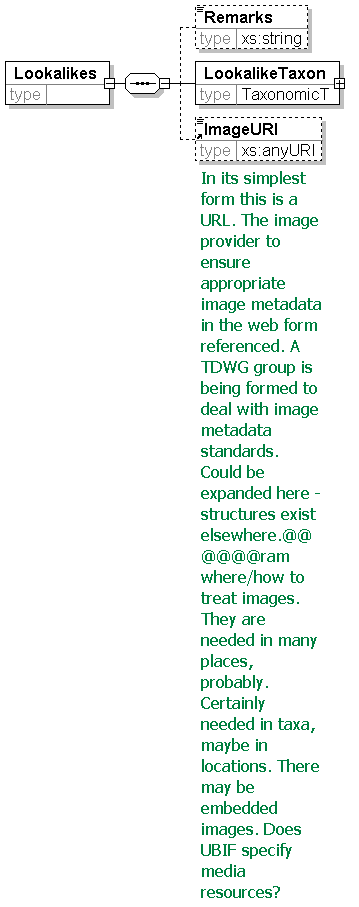 Remarks
type xs:string
Lookalikes
type
LookalikeTaxon
type TaxonomicT
ImageURI
type xs:anyURI
In its simplest
form this is a
URL. The image
provider to
ensure
appropriate
image metadata
in the web form
referenced. A
TDWG group is
being formed to
deal with image
metadata
standards.
Could be
expanded here -
structures exist
elsewhere.@@
@@@@ram
where/how to
treat images.
They are
needed in many
places,
probably.
Certainly
needed in taxa,
maybe in
locations. There
may be
embedded
images. Does
UBIF specify
media
resources?